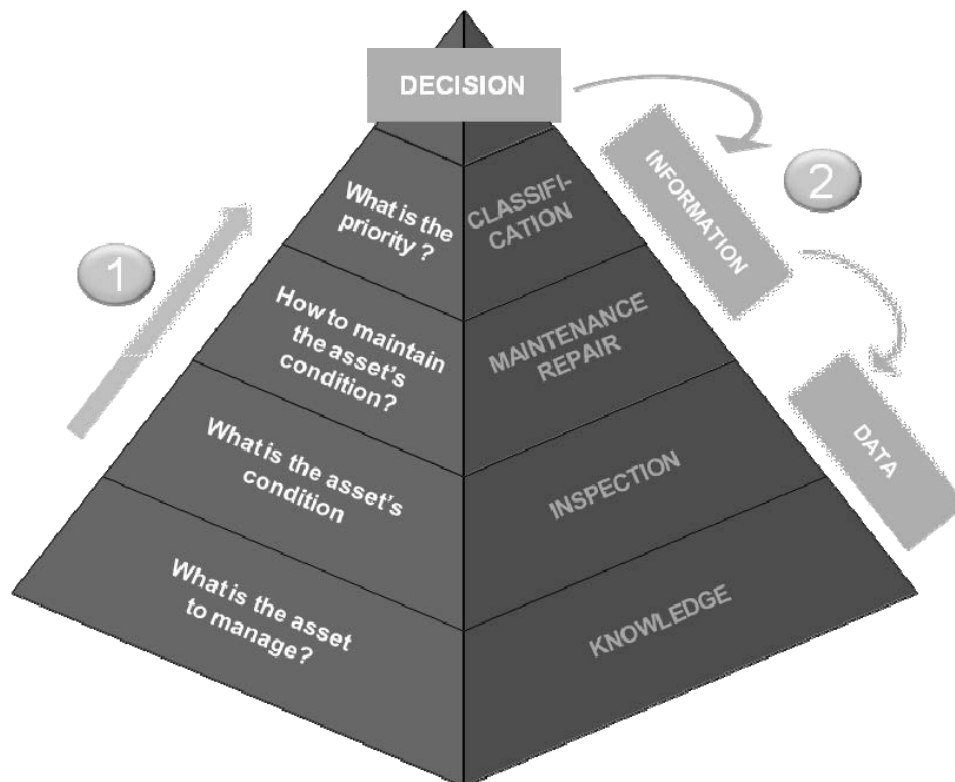 DECISION
What is the
priority ?
CLASSIFI-
CATION
INFORMATION
2
1
How to maintain
the asset's
condition?
MAINTENANCE
REPAIR
DATA
What is the asset's
condition
INSPECTION
What is the asset
to manage?
KNOWLEDGE